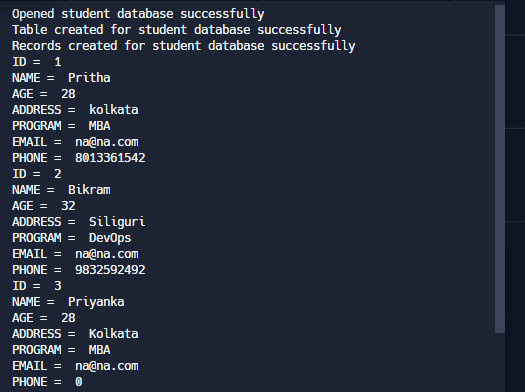 Opened student database successfully
Table created for student database successfully
Records created for student database successfully
ID =  1
NAME =  Pritha
AGE =  28
ADDRESS =  kolkata
PROGRAM =  MBA
EMAIL =  na@na.com
PHONE =  8013361542
ID =  2
NAME =  Bikram
AGE =  32
ADDRESS =  Siliguri
PROGRAM =  DevOps
EMAIL =  na@na.com
PHONE =  9832592492
ID =  3
NAME =  Priyanka
AGE =  28
ADDRESS =  Kolkata
PROGRAM =  MBA
EMAIL =  na@na.com
PHONE =  0